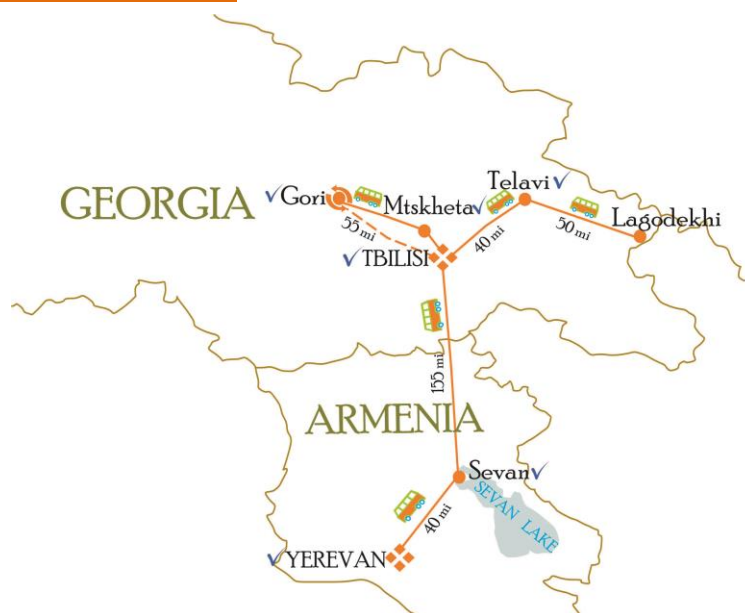 GEORGIA
Gori
Mtskheta
Telavi
Lagodekhi
55 mi
TBILISI
40 mi
50 mi
155 mi
ARMENIA
Sevan
SEVAN LAKE
40 mi
YEREVAN